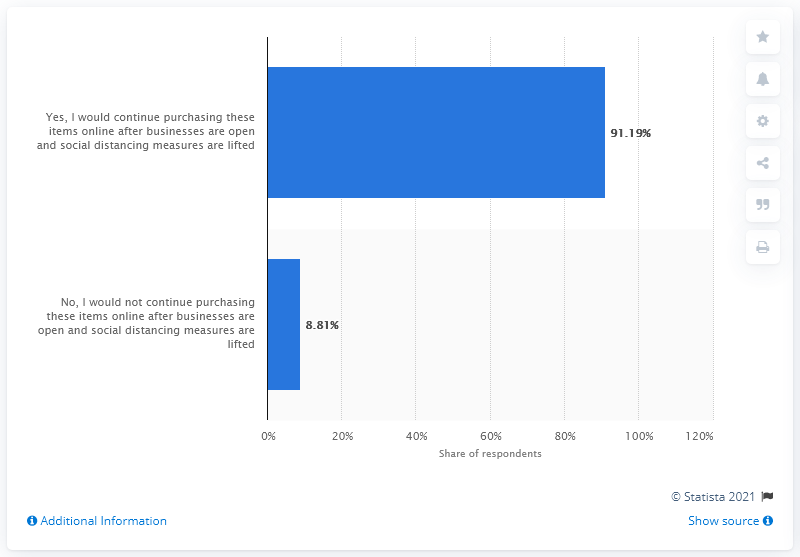 Yes, I would continue purchasing these
items online after businesses are open
and social distancing measures are lifted
91.19%
No, I would not continue purchasing
these items online after businesses are
open and social distancing measures are
lifted
8.81%
0% 20% 40% 60% 80% 100% 120%
Share of respondents
© Statista 2021
Additional Information
Show source